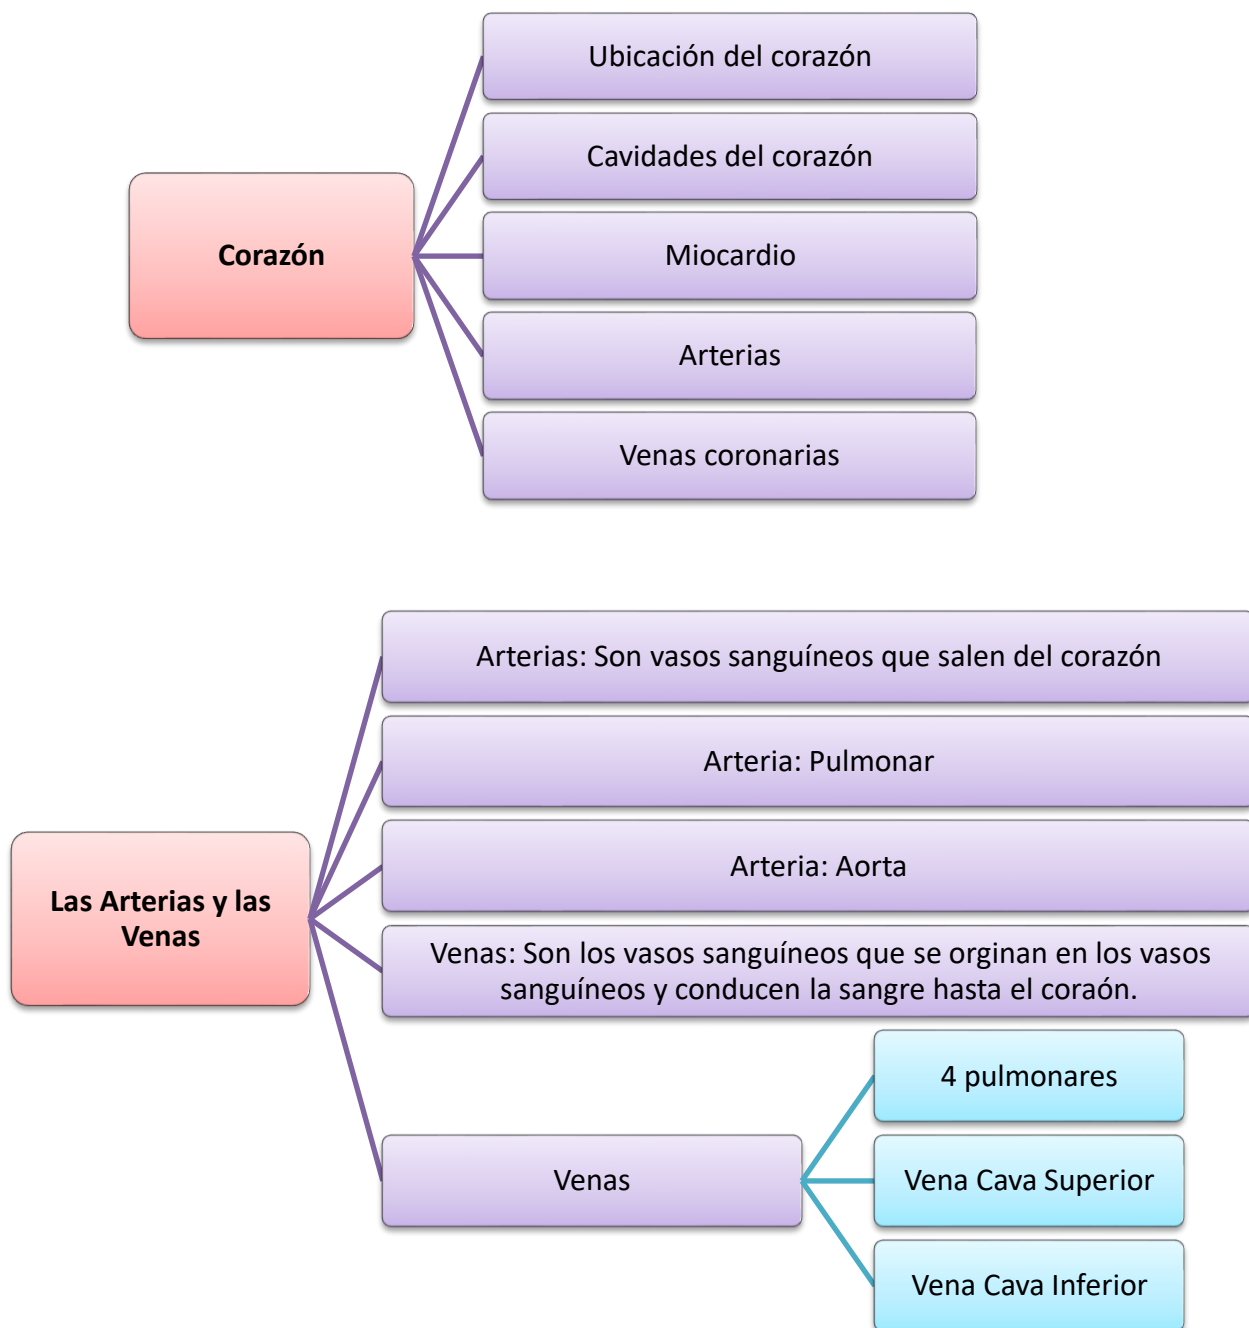 Ubicación del corazón
Cavidades del corazón
Corazón
Miocardio
Arterias
Venas coronarias
Arterias: Son vasos sanguíneos que salen del corazón
Arteria: Pulmonar
Arteria: Aorta
Las Arterias y las
Venas
Venas: Son los vasos sanguíneos que se orginan en los vasos
sanguíneos y conducen la sangre hasta el coraón.
4 pulmonares
Venas
Vena Cava Superior
Vena Cava Inferior